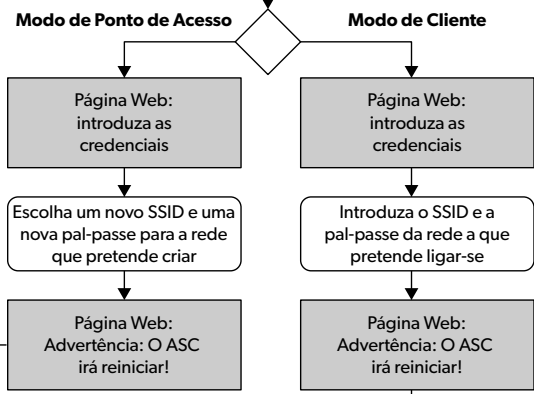 Modo de Ponto de Acesso
Modo de Cliente
Página Web:
introduza as
credenciais
Página Web:
introduza as
credenciais
Escolha um novo SSID e uma
nova pal-passe para a rede
que pretende criar
Introduza o SSID e a
pal-passe da rede a que
pretende ligar-se
Página Web:
Advertência: O ASC
irá reiniciar!
Página Web:
Advertência: O ASC
irá reiniciar!